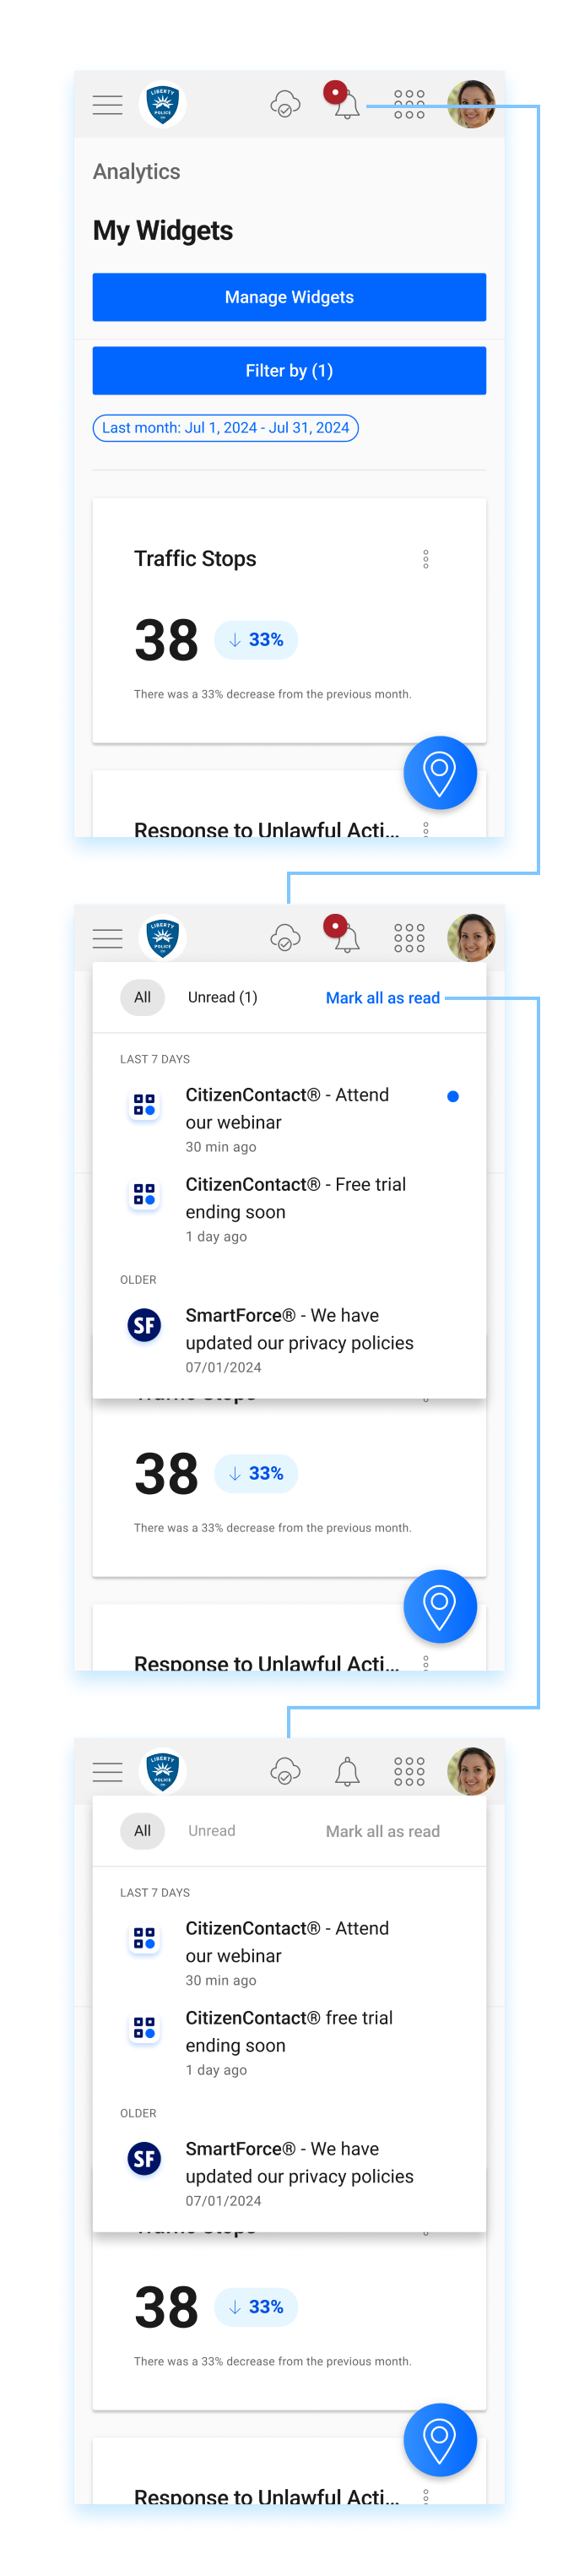 LIBERTY
POLICE
Analytics
My Widgets
Manage Widgets
Filter by (1)
Last month: Jul 1, 2024 - Jul 31, 2024
Traffic Stops
38 ↓ 33%
There was a 33% decrease from the previous month.
Response to Unlawful Acti...
LIBERTY
POLICE
All Unread (1) Mark all as read
LAST 7 DAYS
CitizenContact® - Attend
our webinar
30 min ago
CitizenContact® - Free trial
ending soon
1 day ago
OLDER
SF
SmartForce® - We have
updated our privacy policies
07/01/2024
38 ↓ 33%
There was a 33% decrease from the previous month.
Response to Unlawful Acti...
LIBERTY
POLICE
All Unread Mark all as read
LAST 7 DAYS
CitizenContact® - Attend
our webinar
30 min ago
CitizenContact® free trial
ending soon
1 day ago
OLDER
SF
SmartForce® - We have
updated our privacy policies
07/01/2024
38 ↓ 33%
There was a 33% decrease from the previous month.
Response to Unlawful Acti...